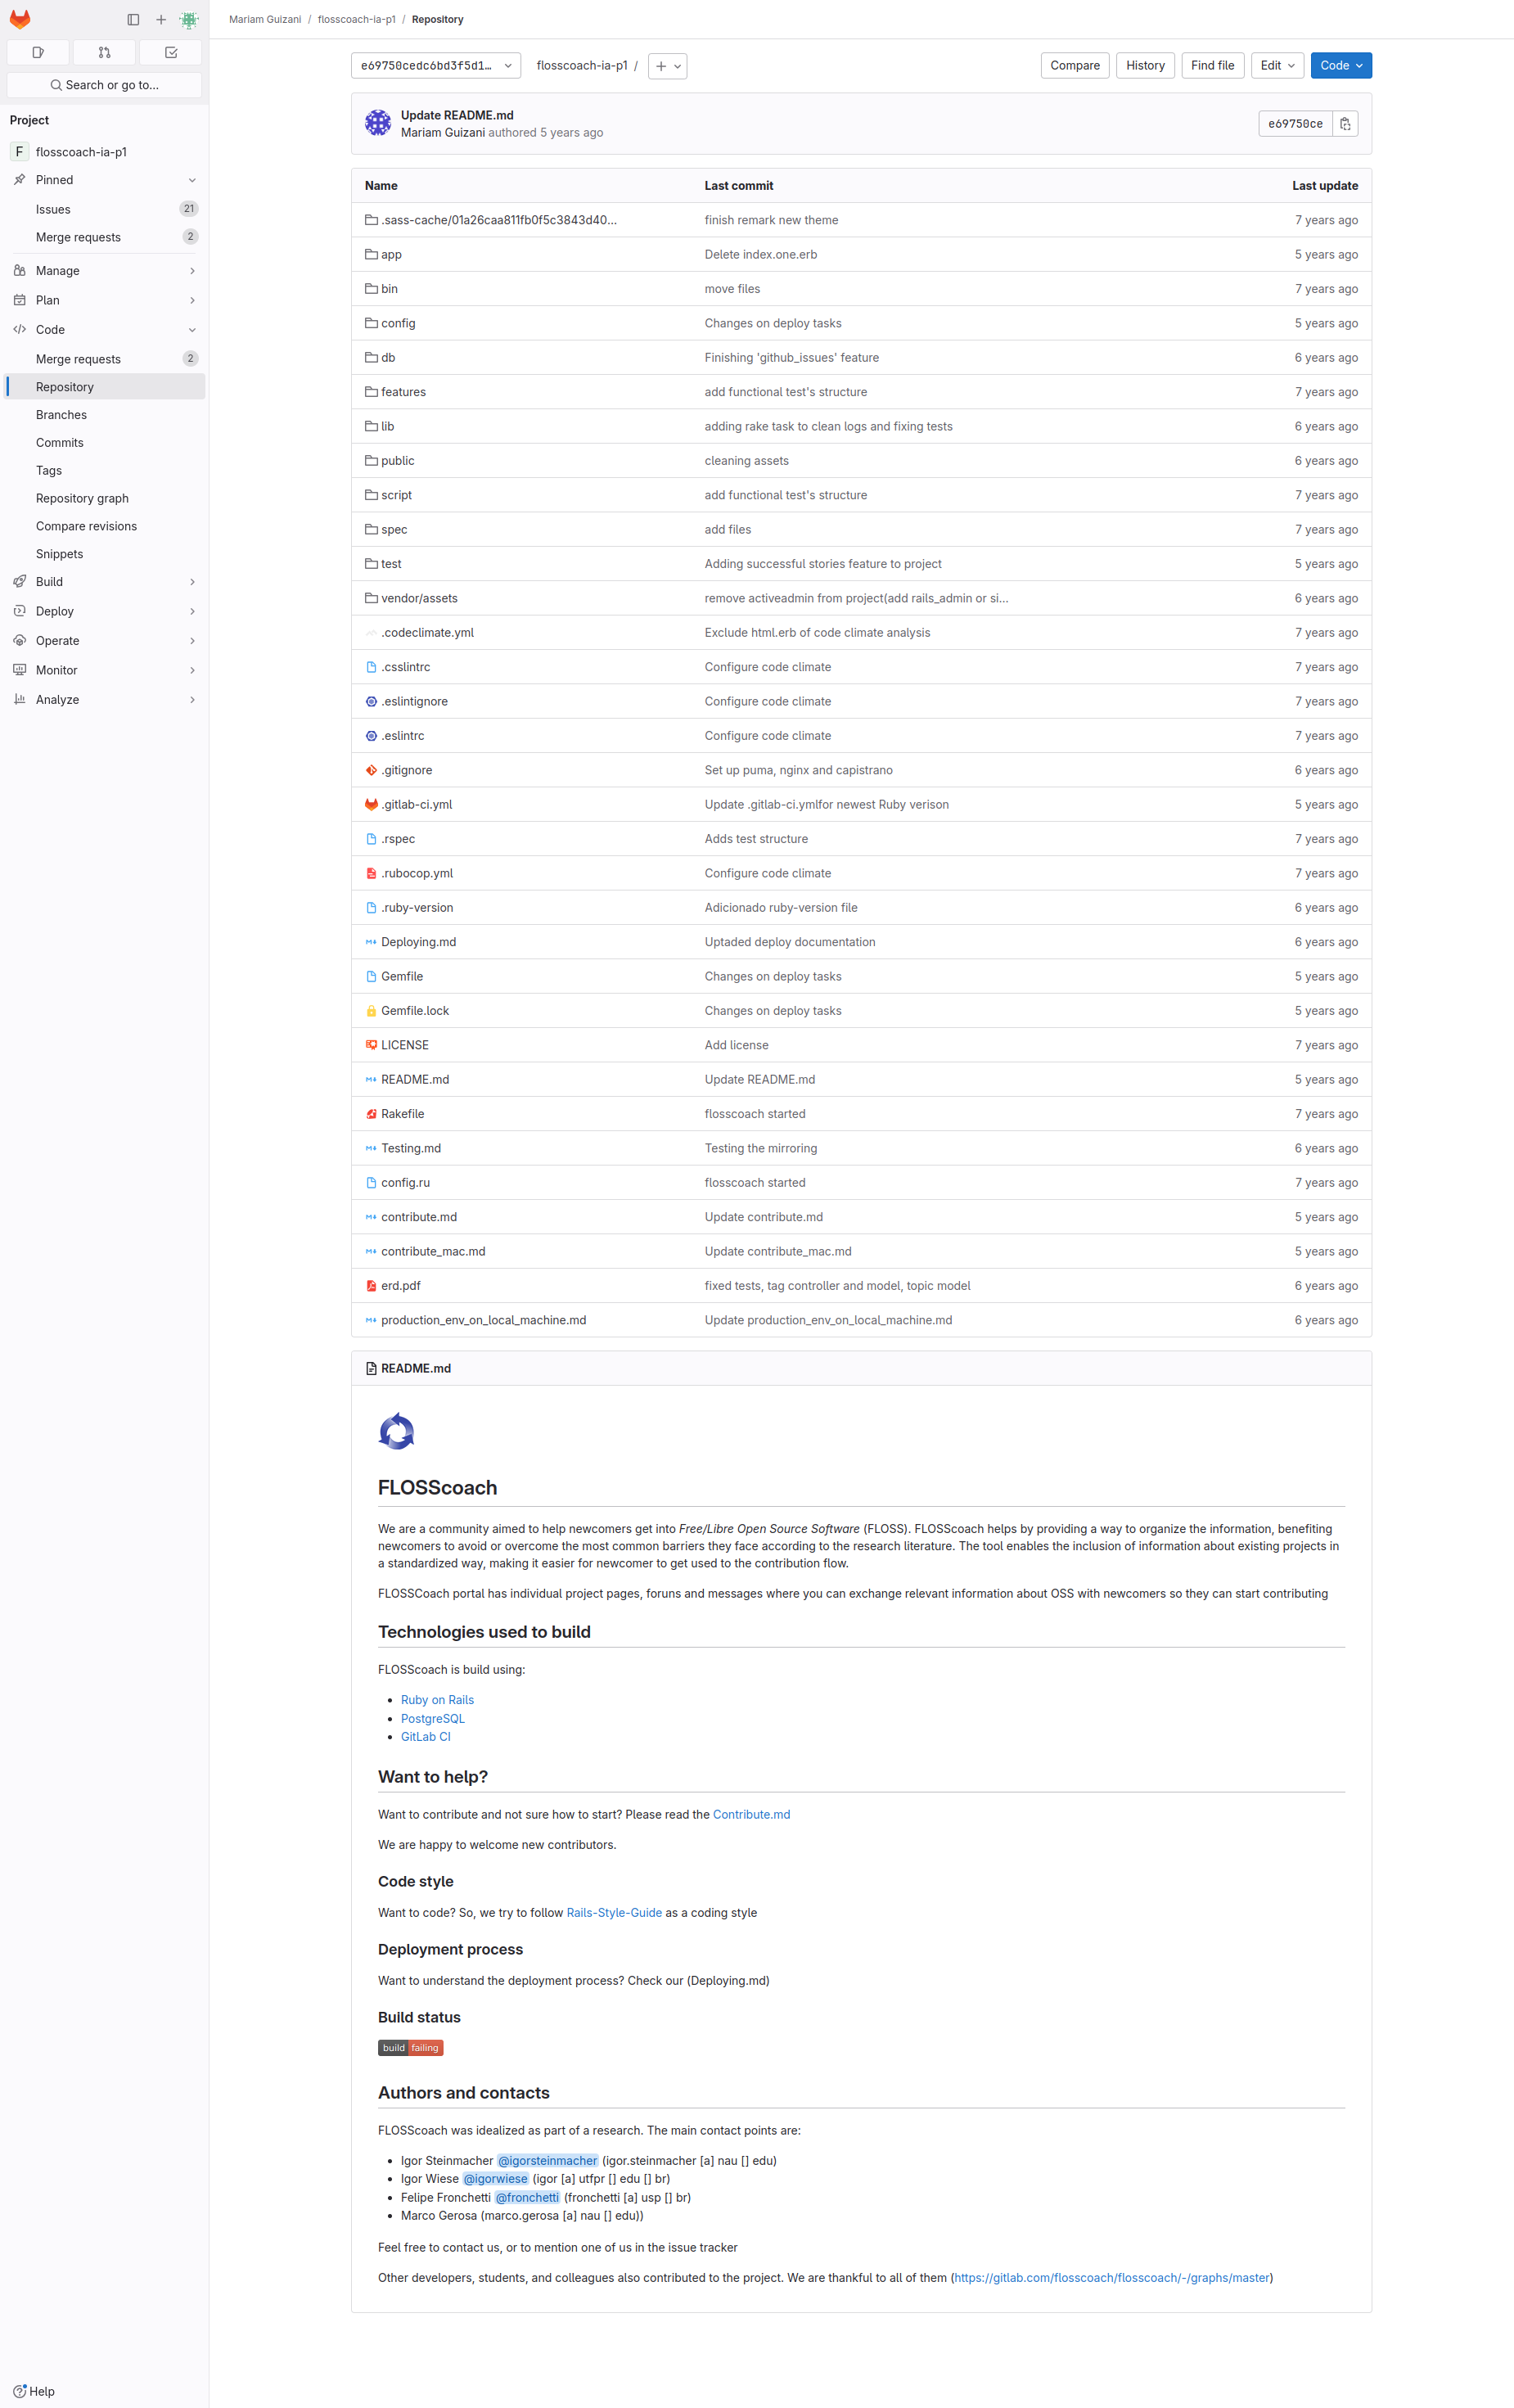 Mariam Guizani / flosscoach-ia-p1 / Repository
Search or go to...
Project
F flosscoach-ia-p1
Pinned
Issues 21
Merge requests 2
Manage
Plan
Code
Merge requests 2
Repository
Branches
Commits
Tags
Repository graph
Compare revisions
Snippets
Build
Deploy
Operate
Monitor
Analyze
Help
e69750cedc6bd3f5d1... flosscoach-ia-p1 / Compare History Find file Edit Code
Update README.md
Mariam Guizani authored 5 years ago
e69750ce
Name Last commit Last update
.sass-cache/01a26caa811fb0f5c3843d40... finish remark new theme 7 years ago
app Delete index.one.erb 5 years ago
bin move files 7 years ago
config Changes on deploy tasks 5 years ago
db Finishing 'github_issues' feature 6 years ago
features add functional test's structure 7 years ago
lib adding rake task to clean logs and fixing tests 6 years ago
public cleaning assets 6 years ago
script add functional test's structure 7 years ago
spec add files 7 years ago
test Adding successful stories feature to project 5 years ago
vendor/assets remove activeadmin from project(add rails_admin or si... 6 years ago
.codeclimate.yml Exclude html.erb of code climate analysis 7 years ago
.csslintrc Configure code climate 7 years ago
.eslintignore Configure code climate 7 years ago
.eslintrc Configure code climate 7 years ago
.gitignore Set up puma, nginx and capistrano 6 years ago
.gitlab-ci.yml Update .gitlab-ci.ymlfor newest Ruby verison 5 years ago
.rspec Adds test structure 7 years ago
.rubocop.yml Configure code climate 7 years ago
.ruby-version Adicionado ruby-version file 6 years ago
Deploying.md Uptaded deploy documentation 6 years ago
Gemfile Changes on deploy tasks 5 years ago
Gemfile.lock Changes on deploy tasks 5 years ago
LICENSE Add license 7 years ago
README.md Update README.md 5 years ago
Rakefile flosscoach started 7 years ago
Testing.md Testing the mirroring 6 years ago
config.ru flosscoach started 7 years ago
contribute.md Update contribute.md 5 years ago
contribute_mac.md Update contribute_mac.md 5 years ago
erd.pdf fixed tests, tag controller and model, topic model 6 years ago
production_env_on_local_machine.md Update production_env_on_local_machine.md 6 years ago
README.md
FLOSScoach
We are a community aimed to help newcomers get into Free/Libre Open Source Software (FLOSS). FLOSScoach helps by providing a way to organize the information, benefiting
newcomers to avoid or overcome the most common barriers they face according to the research literature. The tool enables the inclusion of information about existing projects in
a standardized way, making it easier for newcomer to get used to the contribution flow.
FLOSSCoach portal has individual project pages, foruns and messages where you can exchange relevant information about OSS with newcomers so they can start contributing
Technologies used to build
FLOSScoach is build using:
Ruby on Rails
PostgreSQL
GitLab CI
Want to help?
Want to contribute and not sure how to start? Please read the Contribute.md
We are happy to welcome new contributors.
Code style
Want to code? So, we try to follow Rails-Style-Guide as a coding style
Deployment process
Want to understand the deployment process? Check our (Deploying.md)
Build status
build failing
Authors and contacts
FLOSScoach was idealized as part of a research. The main contact points are:
Igor Steinmacher @igorsteinmacher (igor.steinmacher [a] nau [] edu)
Igor Wiese @igorwiese (igor [a] utfpr [] edu [] br)
Felipe Fronchetti @fronchetti (fronchetti [a] usp [] br)
Marco Gerosa (marco.gerosa [a] nau [] edu))
Feel free to contact us, or to mention one of us in the issue tracker
Other developers, students, and colleagues also contributed to the project. We are thankful to all of them (https://gitlab.com/flosscoach/flosscoach/-/graphs/master)